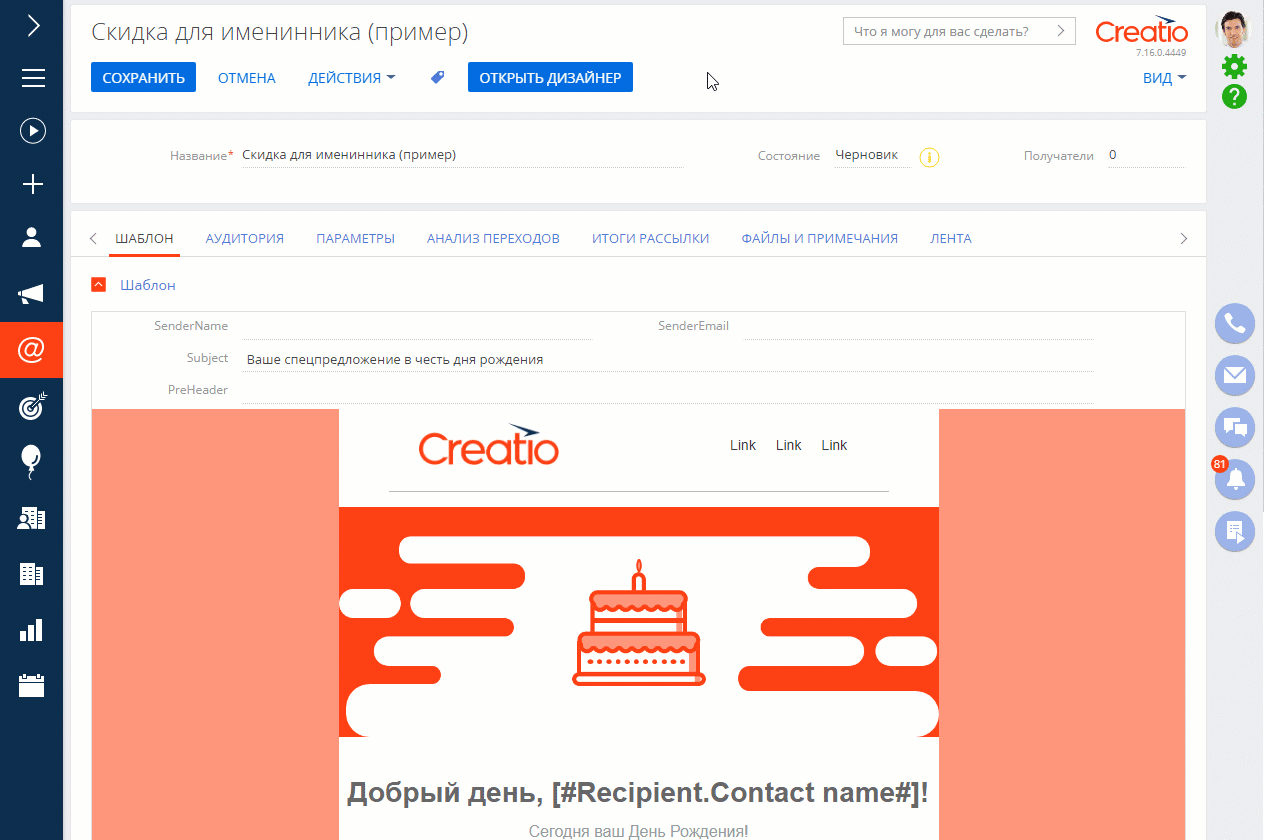 Скидка для именинника (пример)
Что я могу для вас сделать?
Creatio
7.16.0.4449
СОХРАНИТЬ ОТМЕНА ДЕЙСТВИЯ ОТКРЫТЬ ДИЗАЙНЕР ВИД
Название* Скидка для именинника (пример) Состояние Черновик Получатели 0
ШАБЛОН АУДИТОРИЯ ПАРАМЕТРЫ АНАЛИЗ ПЕРЕХОДОВ ИТОГИ РАССЫЛКИ ФАЙЛЫ И ПРИМЕЧАНИЯ ЛЕНТА
Шаблон
SenderName SenderEmail
Subject Ваше спецпредложение в честь дня рождения
PreHeader
Creatio Link Link Link
81
Добрый день, [#Recipient.Contact name#]!
Сегодня ваш День Рождения!